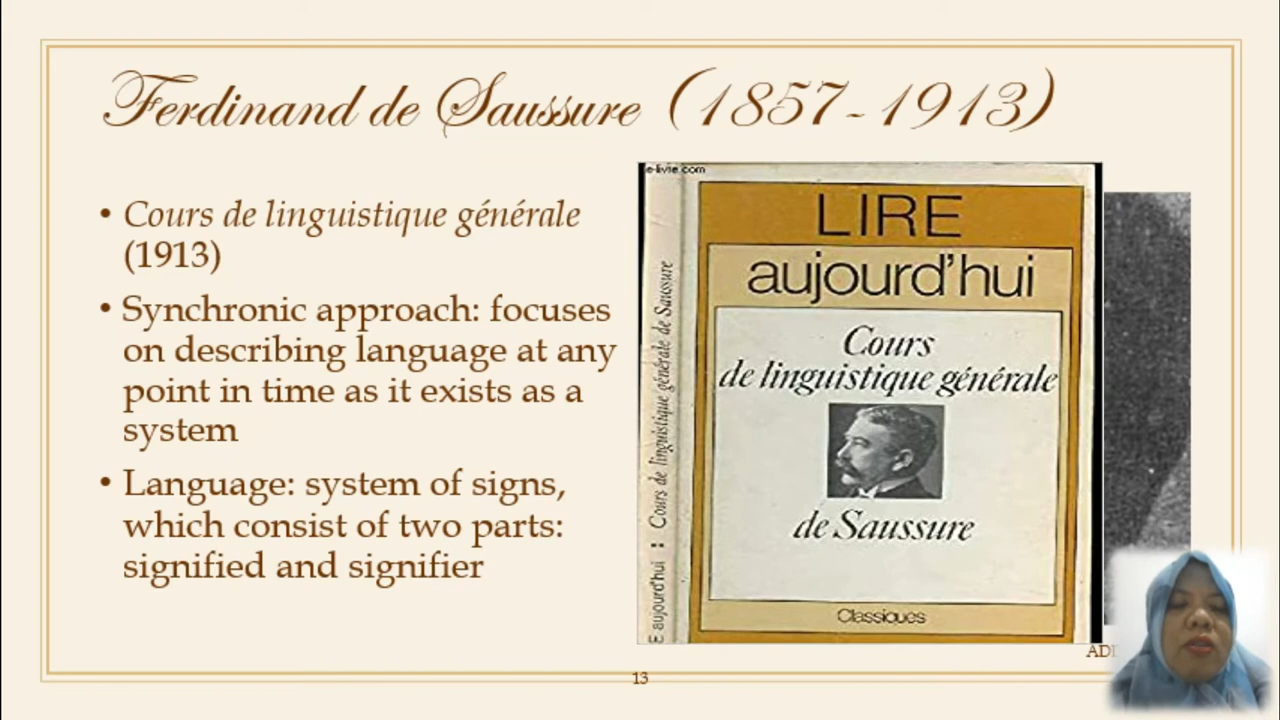 Ferdinand de Saussure (1857-1913)
• Cours de linguistique générale
(1913)
• Synchronic approach: focuses
on describing language at any
point in time as it exists as a
system
• Language: system of signs,
which consist of two parts:
signified and signifier
e-livre.com
LIRE
aujourd'hui
Cours
de linguistique générale
de Saussure
Classiques
E aujourd'hui : Cours de linguistique générale de Saussure
13